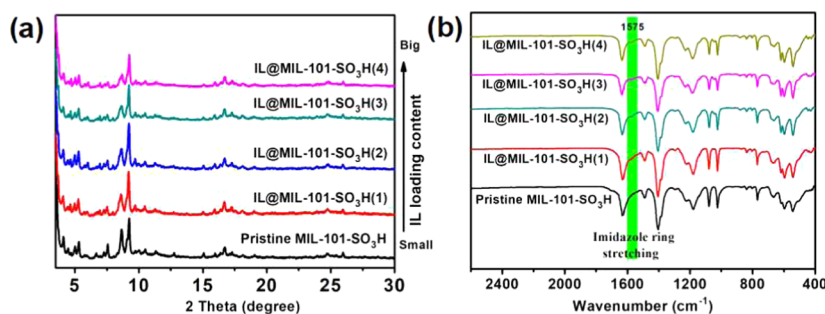 (a)
IL@MIL-101-SO₃H(4)
IL@MIL-101-SO₃H(3)
IL@MIL-101-SO₃H(2)
IL@MIL-101-SO₃H(1)
Pristine MIL-101-SO₃H
Big
IL loading content
Small
5 10 15 20 25 30
2 Theta (degree)
(b)
1575
IL@MIL-101-SO₃H(4)
IL@MIL-101-SO₃H(3)
IL@MIL-101-SO₃H(2)
IL@MIL-101-SO₃H(1)
Pristine MIL-101-SO₃H
Imidazole ring
stretching
2400 2000 1600 1200 800 400
Wavenumber (cm⁻¹)